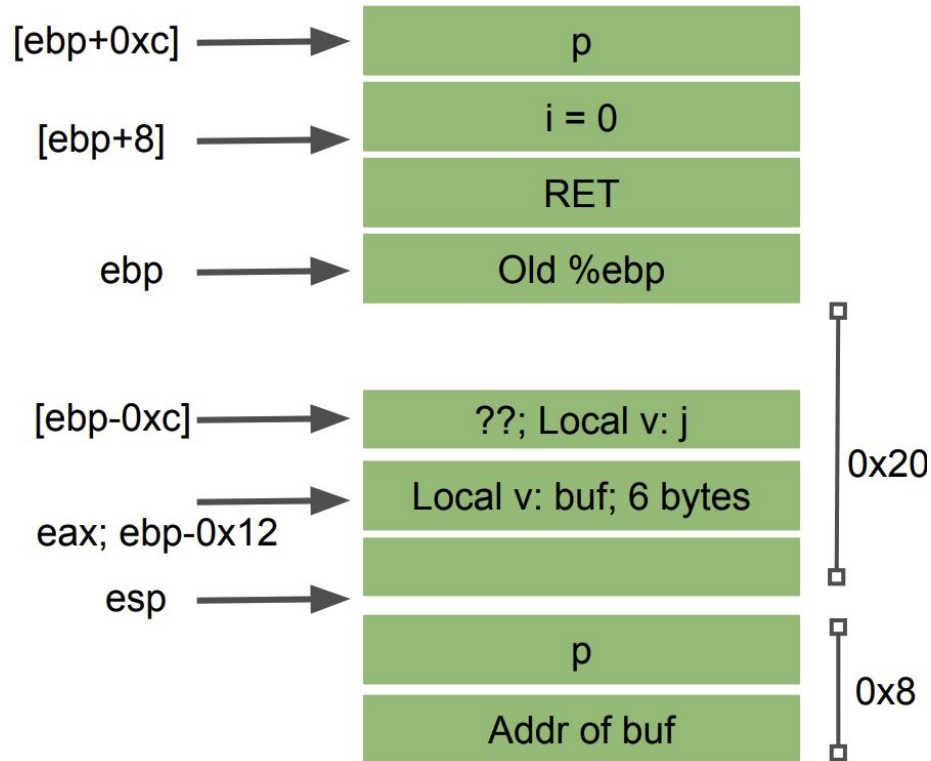 [ebp+0xc]
p
i = 0
[ebp+8]
RET
ebp
Old %ebp
[ebp-0xc]
??; Local v: j
0x20
Local v: buf; 6 bytes
eax; ebp-0x12
esp
p
0x8
Addr of buf